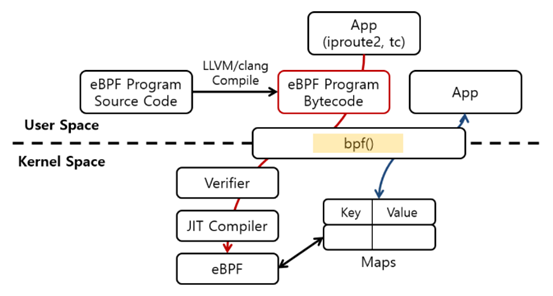 App
(iproute2, tc)
LLVM/clang
Compile
eBPF Program
Source Code
eBPF Program
Bytecode
App
User Space
bpf()
Kernel Space
Verifier
JIT Compiler
eBPF
Key Value
Maps